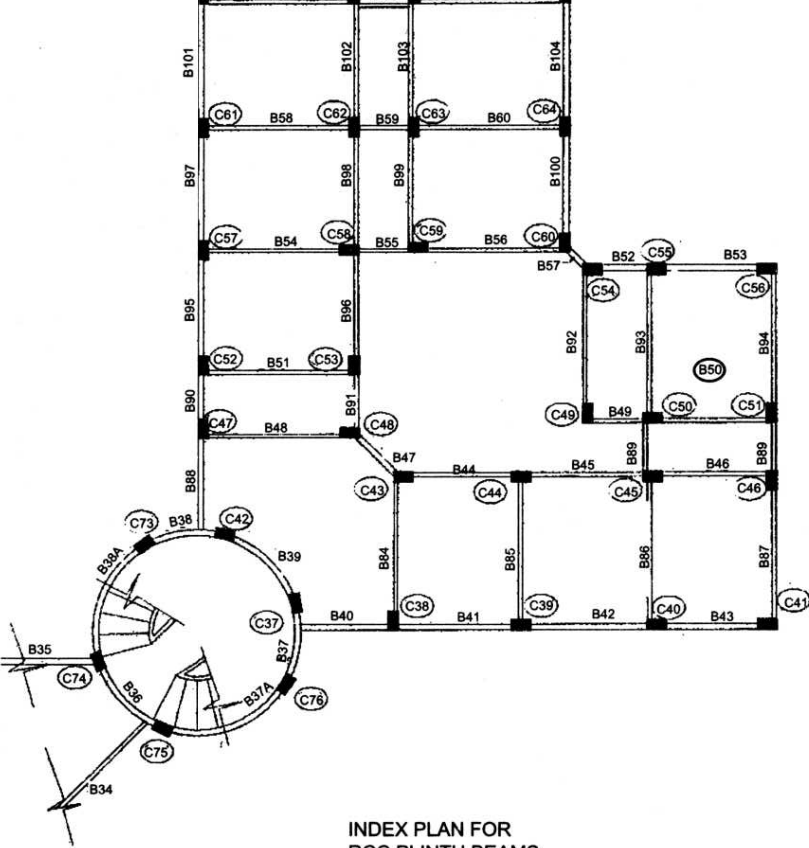 B101 B102 B103 B104
C61 B58 C62 B59 C63 B60 C64
B97 B98 B99 B100
C57 B54 C58 B55 C59 B56 C60
B57 C54 B52 C55 B53 C56
B95 B96 B92 B93 B94
B50
C52 B51 C53
B90 B91 C49 B49 C50 C51
C47 B48 C48
B47 B89 B89
B88 C43 B44 C44 B45 C45 B46 C46
C73 B38 C42
B38A B39 B84 B85 B86 B87
C37 B40 C38 B41 C39 B42 C40 B43 C41
B35 B37
C74 B36 B37A C76
C75
B34
INDEX PLAN FOR
RCC PLINTH BEAMS